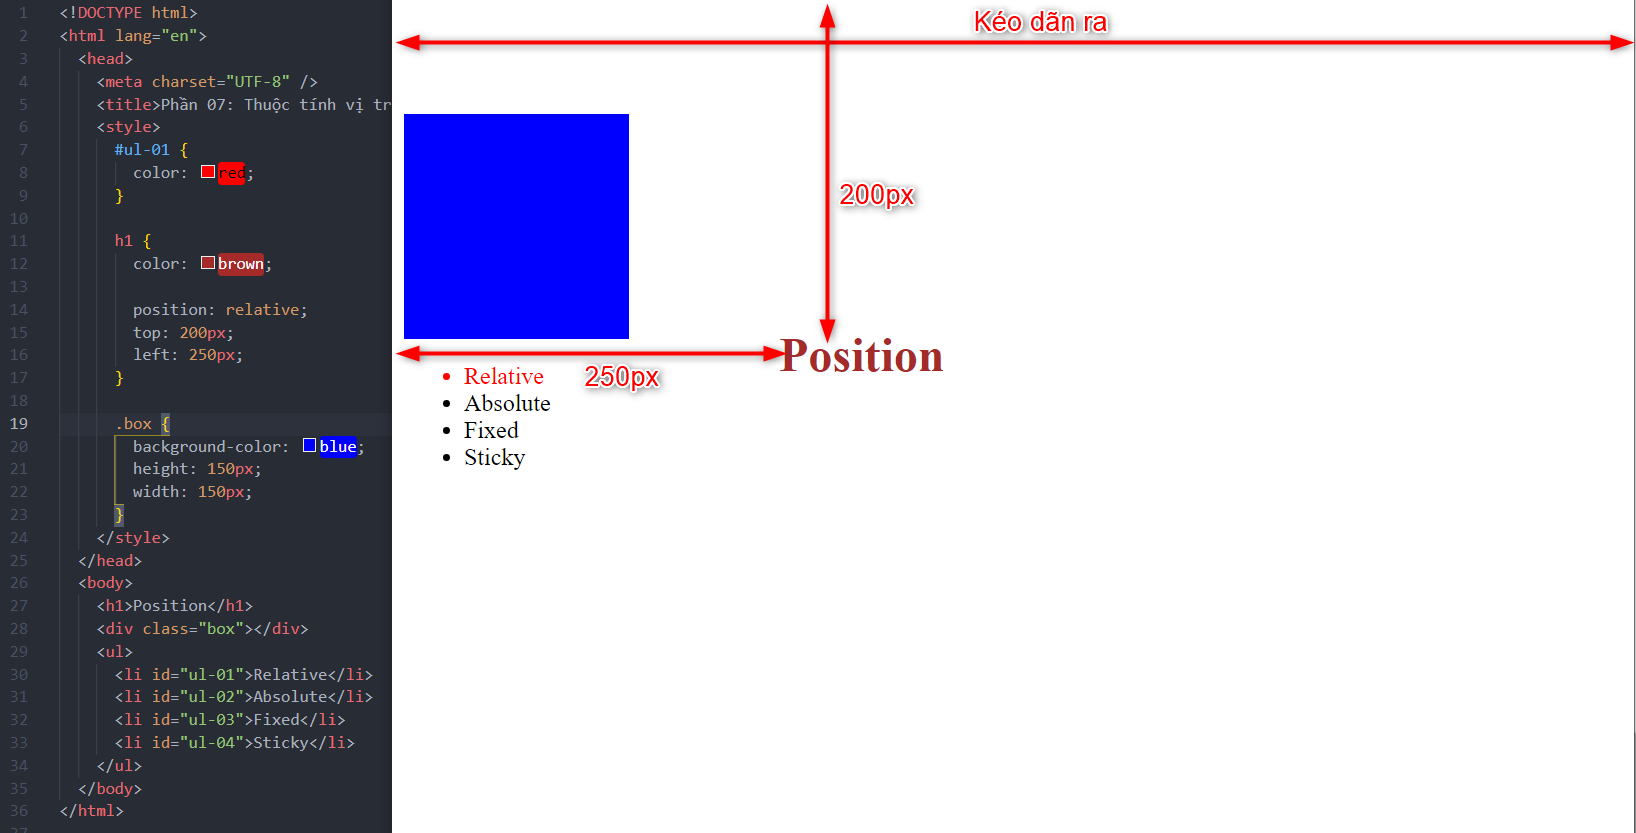 1 <!DOCTYPE html>
2 <html lang="en">
3 <head>
4 <meta charset="UTF-8" />
5 <title>Phần 07: Thuộc tính vị tr
6 <style>
7 #ul-01 {
8 color: red;
9 }
10
11 h1 {
12 color: brown;
13
14 position: relative;
15 top: 200px;
16 left: 250px;
17 }
18
19 .box {
20 background-color: blue;
21 height: 150px;
22 width: 150px;
23 }
24 </style>
25 </head>
26 <body>
27 <h1>Position</h1>
28 <div class="box"></div>
29 <ul>
30 <li id="ul-01">Relative</li>
31 <li id="ul-02">Absolute</li>
32 <li id="ul-03">Fixed</li>
33 <li id="ul-04">Sticky</li>
34 </ul>
35 </body>
36 </html>
37
Kéo dãn ra
200px
Position
250px
Relative
Absolute
Fixed
Sticky